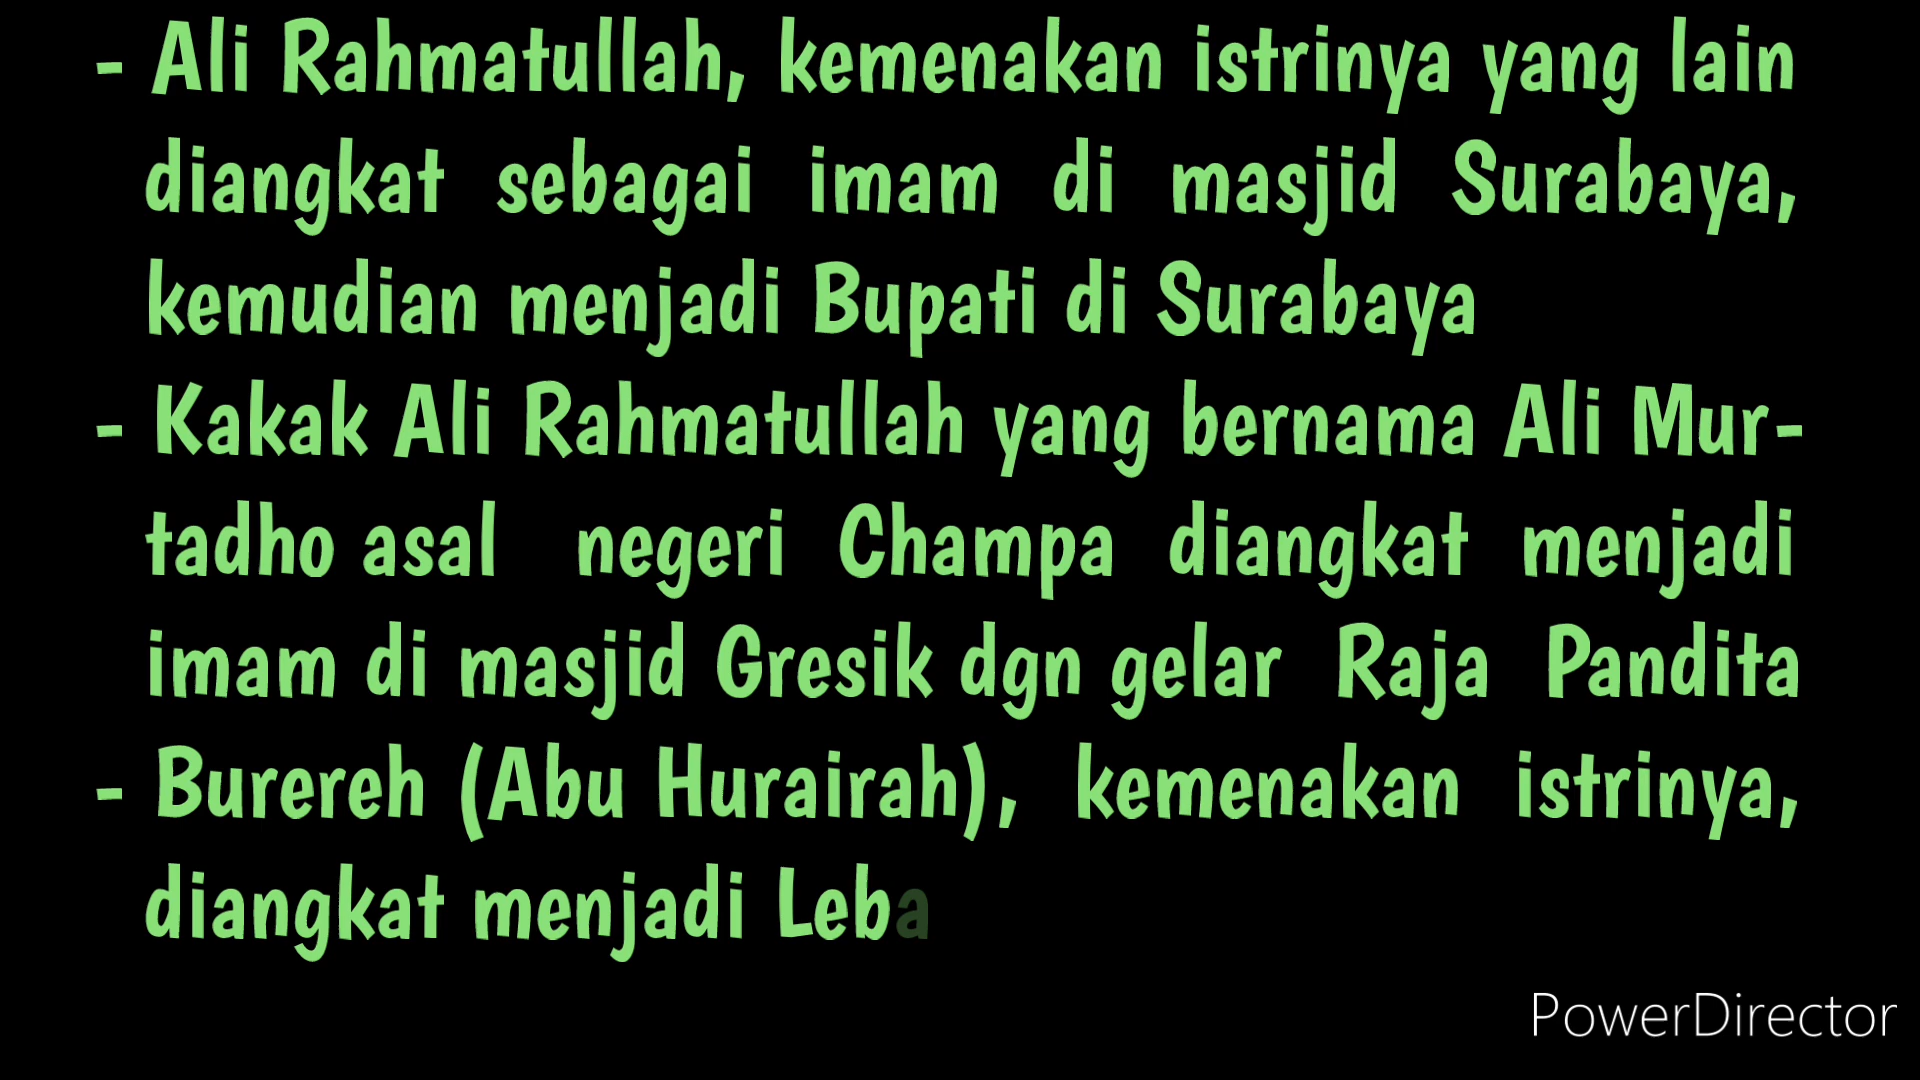 - Ali Rahmatullah, kemenakan istrinya yang lain
diangkat sebagai imam di masjid Surabaya,
kemudian menjadi Bupati di Surabaya
- Kakak Ali Rahmatullah yang bernama Ali Mur-
tadho asal negeri Champa diangkat menjadi
imam di masjid Gresik dgn gelar Raja Pandita
- Burereh (Abu Hurairah), kemenakan istrinya,
diangkat menjadi Leba
PowerDirector